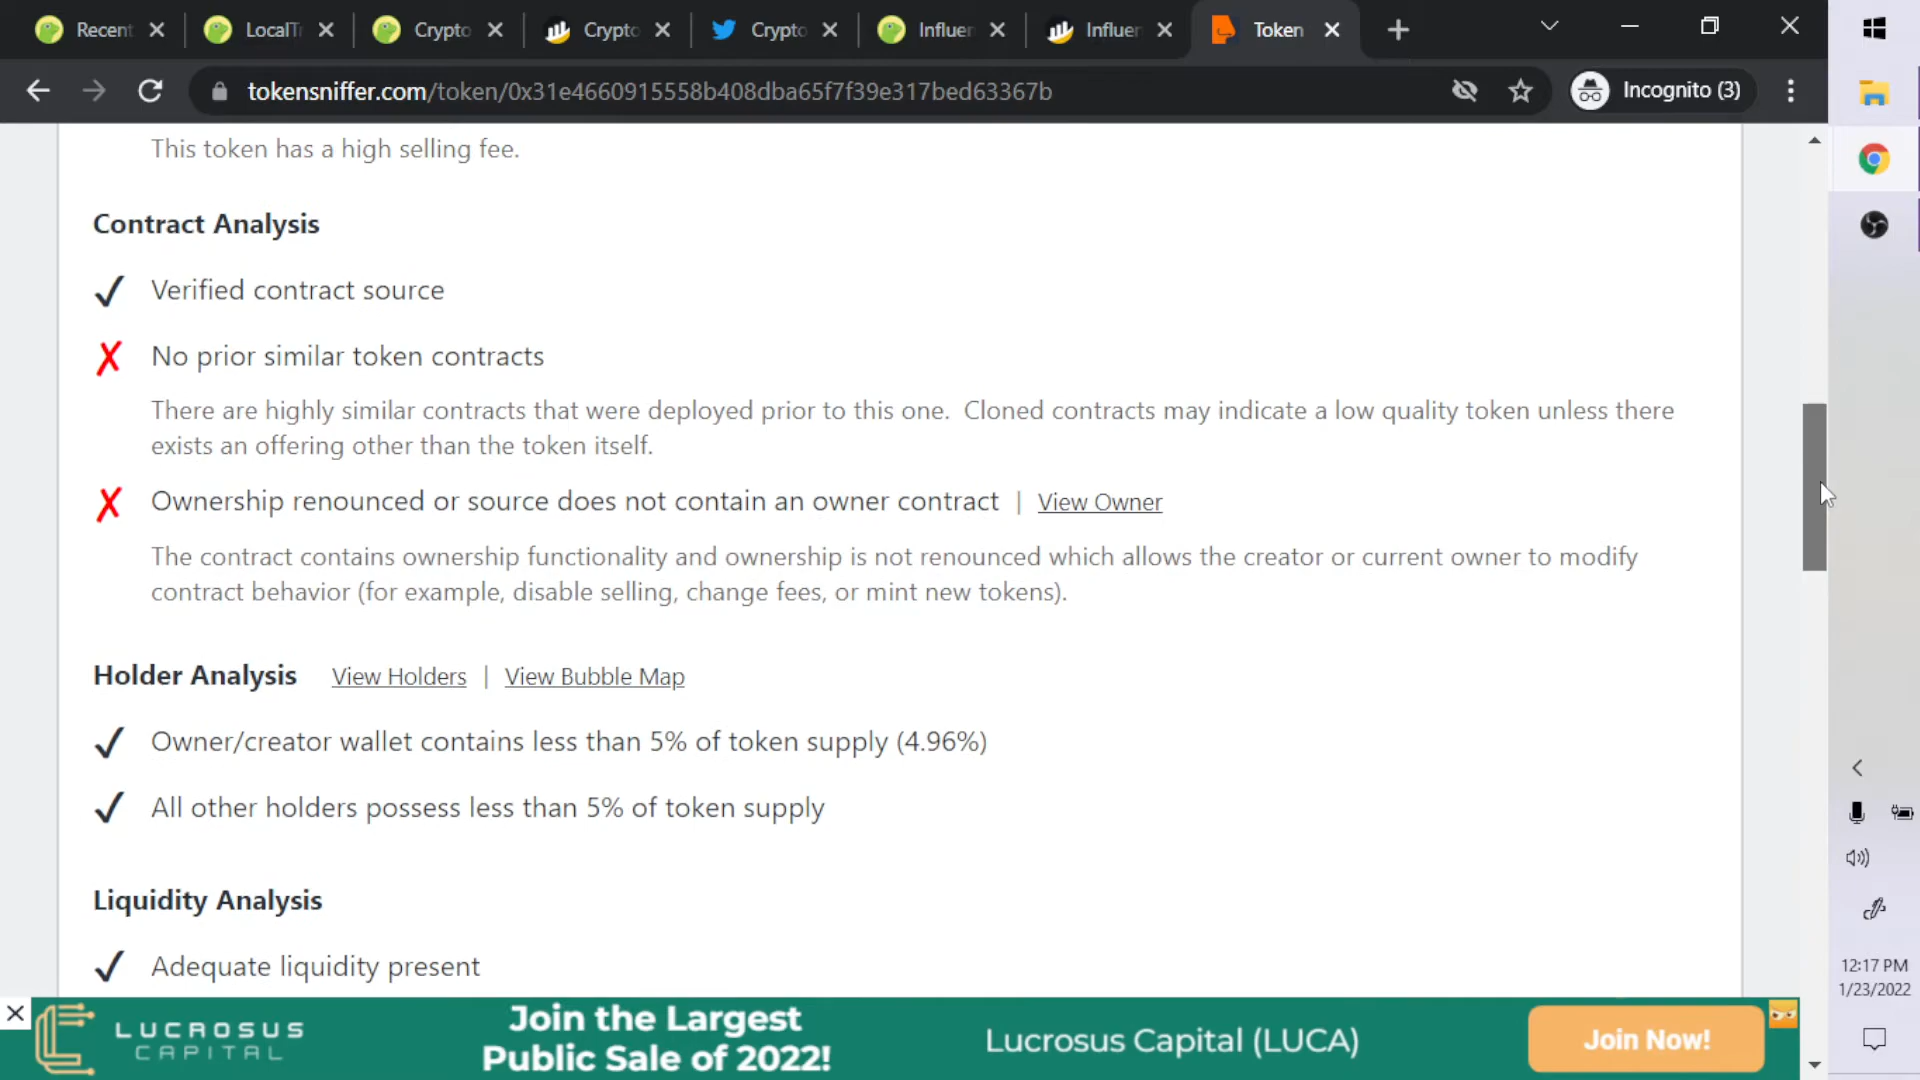 Recent
LocalTr
Crypto
Crypto
Crypto
Influen
Influen
Token
tokensniffer.com/token/0x31e4660915558b408dba65f7f39e317bed63367b
Incognito (3)
This token has a high selling fee.
Contract Analysis
✓ Verified contract source
✗ No prior similar token contracts
There are highly similar contracts that were deployed prior to this one. Cloned contracts may indicate a low quality token unless there
exists an offering other than the token itself.
✗ Ownership renounced or source does not contain an owner contract | View Owner
The contract contains ownership functionality and ownership is not renounced which allows the creator or current owner to modify
contract behavior (for example, disable selling, change fees, or mint new tokens).
Holder Analysis View Holders | View Bubble Map
✓ Owner/creator wallet contains less than 5% of token supply (4.96%)
✓ All other holders possess less than 5% of token supply
Liquidity Analysis
✓ Adequate liquidity present
12:17 PM
1/23/2022
LUCROSUS
CAPITAL
Join the Largest
Public Sale of 2022!
Lucrosus Capital (LUCA)
Join Now!